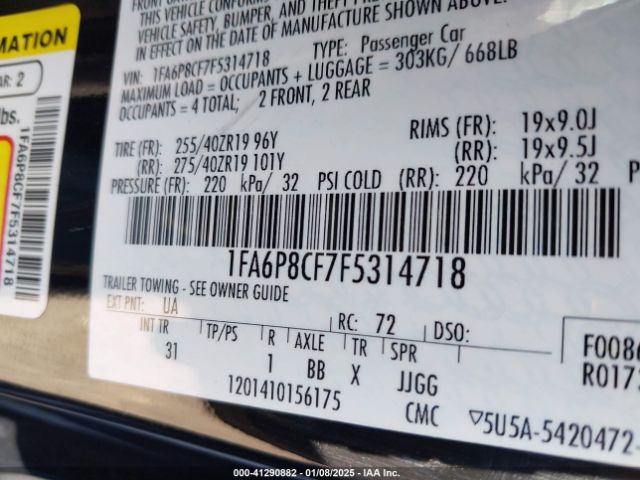 THIS VEHICLE CONFORMS
VEHICLE SAFETY, BUMPER, AND THEFT
IN EFFECT ON THE DATE OF MANUFACTURE SHOWN ABOVE.
VIN: 1FA6P8CF7F5314718 TYPE: Passenger Car
MAXIMUM LOAD = OCCUPANTS + LUGGAGE = 303KG/ 668LB
OCCUPANTS = 4 TOTAL; 2 FRONT, 2 REAR
TIRE (FR): 255/40ZR19 96Y RIMS (FR): 19x9.0J
(RR): 275/40ZR19 101Y (RR): 19x9.5J
PRESSURE (FR): 220 kPa/ 32 PSI COLD (RR): 220 kPa/ 32
1FA6P8CF7F5314718
TRAILER TOWING - SEE OWNER GUIDE
EXT PNT: UA RC: 72 DSO:
INT TR TP/PS R AXLE TR SPR F008
31 1 BB X JJGG R017
1201410156175 CMC ▽5U5A-5420472-
RMATION
AR: 2
lbs.
1FA6P8CF7F5314718
000-41290882 — 01/08/2025 — IAA Inc.